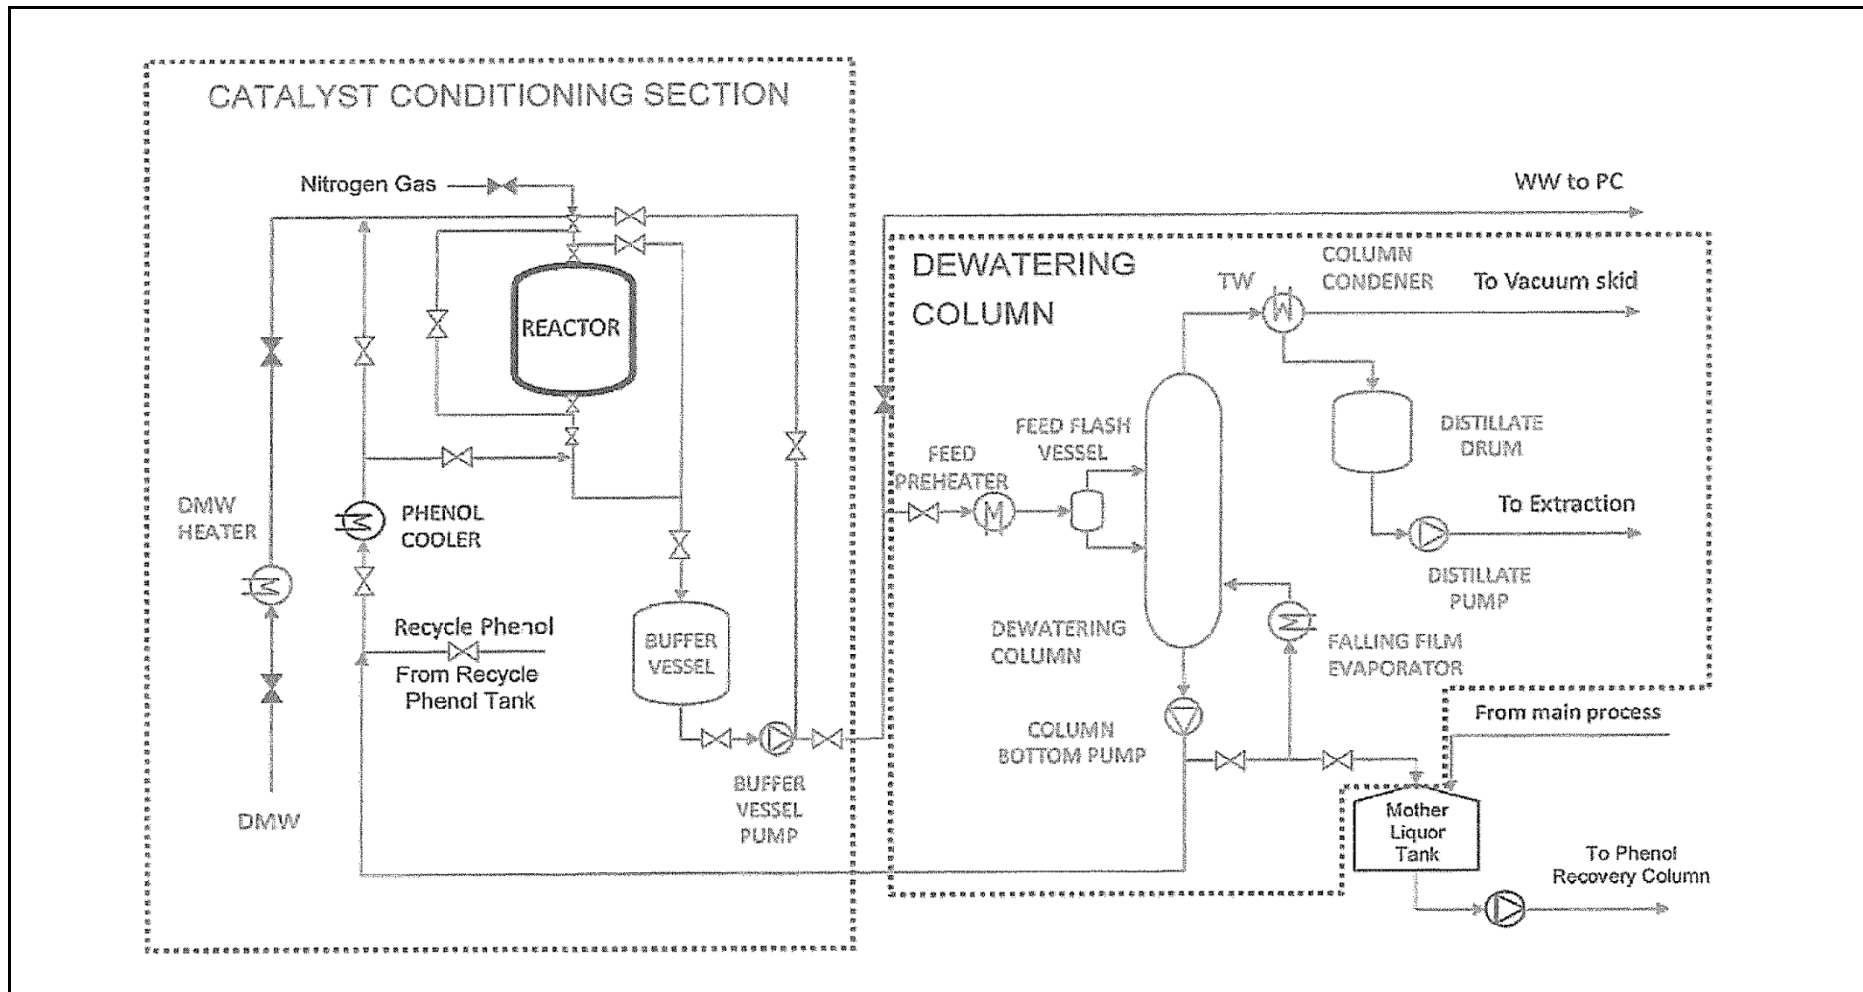 CATALYST CONDITIONING SECTION
Nitrogen Gas
REACTOR
DMW
HEATER
PHENOL
COOLER
Recycle Phenol
From Recycle
Phenol Tank
BUFFER
VESSEL
DMW
BUFFER
VESSEL
PUMP
WW to PC
DEWATERING
COLUMN
TW
COLUMN
CONDENER
To Vacuum skid
FEED FLASH
VESSEL
FEED
PREHEATER
DISTILLATE
DRUM
To Extraction
DISTILLATE
PUMP
DEWATERING
COLUMN
FALLING FILM
EVAPORATOR
COLUMN
BOTTOM PUMP
From main process
Mother
Liquor
Tank
To Phenol
Recovery Column